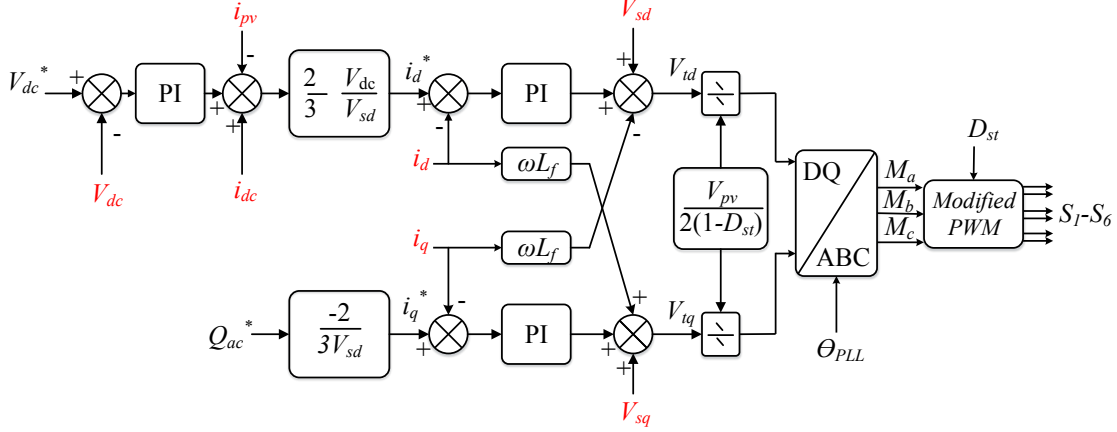 i_pv
V_sd
V_dc* + - PI - + + 2/3 V_dc/V_sd i_d* + - PI + + - V_td ÷
V_dc
i_dc
i_d
ωL_f
V_pv/2(1-D_st)
DQ
ABC
M_a
M_b
M_c
D_st
Modified
PWM
S_1-S_6
i_q
ωL_f
Q_ac* -2/3V_sd i_q* - + PI + + + V_tq ÷
Θ_PLL
V_sq